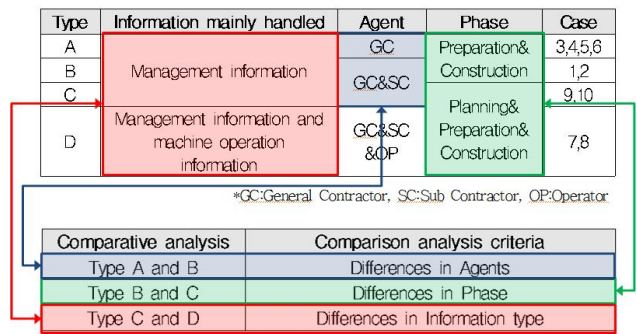 Type Information mainly handled Agent Phase Case
A Management information GC Preparation& Construction 3,4,5,6
B GC&SC 1,2
C Planning& Preparation& Construction 9,10
D Management information and machine operation information GC&SC &OP 7,8
*GC:General Contractor, SC:Sub Contractor, OP:Operator
Comparative analysis Comparison analysis criteria
Type A and B Differences in Agents
Type B and C Differences in Phase
Type C and D Differences in Information type